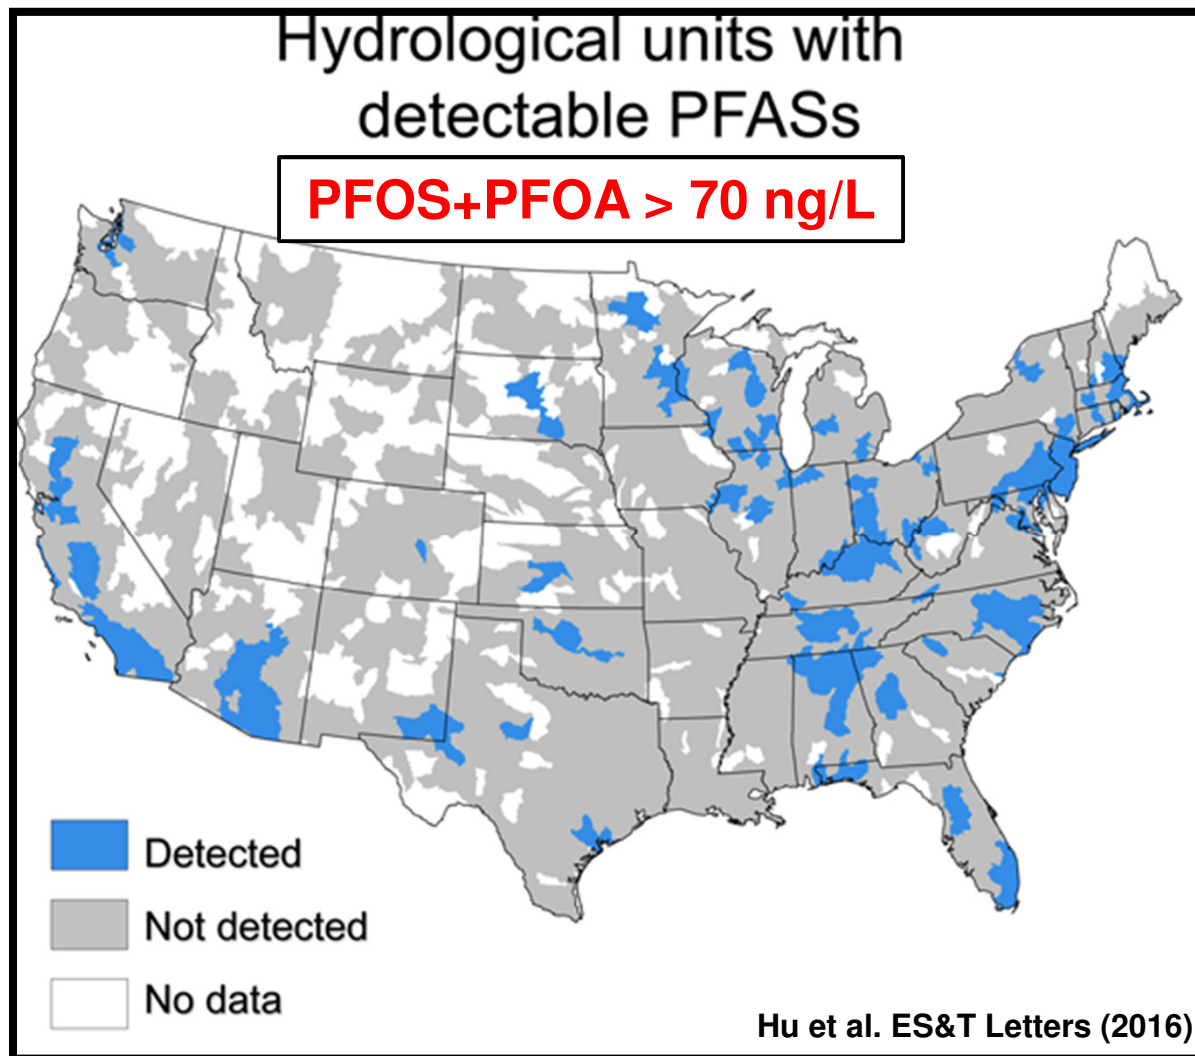 Hydrological units with
detectable PFASs
PFOS+PFOA > 70 ng/L
Detected
Not detected
No data
Hu et al. ES&T Letters (2016)